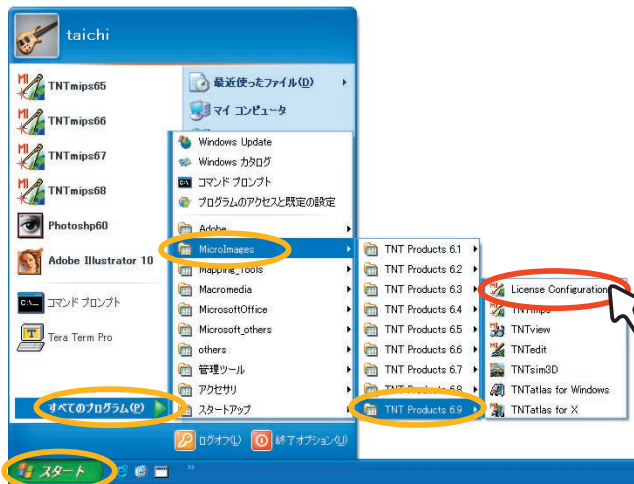 taichi
TNTmips65
TNTmips66
TNTmips67
TNTmips68
Photoshp60
Adobe Illustrator 10
コマンド プロンプト
Tera Term Pro
すべてのプログラム(P)
最近使ったファイル(D)
マイ コンピュータ
Windows Update
Windows カタログ
コマンド プロンプト
プログラムのアクセスと既定の設定
Adobe
MicroImages
Mapping_Tools
Macromedia
MicrosoftOffice
Microsoft_others
others
管理ツール
アクセサリ
スタートアップ
TNT Products 6.1
TNT Products 6.2
TNT Products 6.3
TNT Products 6.4
TNT Products 6.5
TNT Products 6.6
TNT Products 6.7
TNT Products 6.8
TNT Products 6.9
License Configuration
TNTmips
TNTview
TNTedit
TNTsim3D
TNTatlas for Windows
TNTatlas for X
ログオフ(L)
終了オプション(U)
スタート